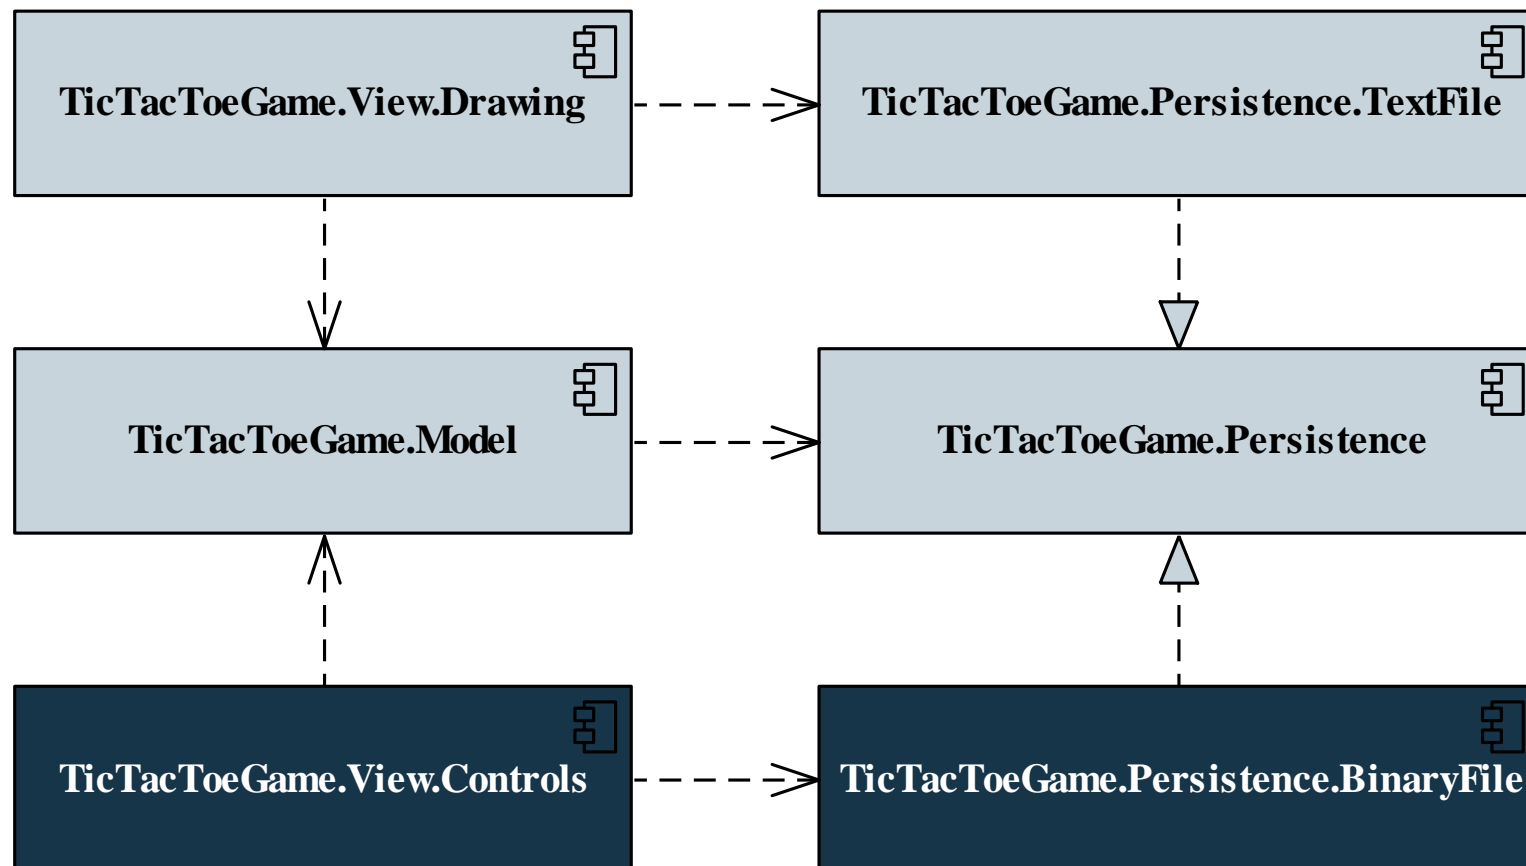 TicTacToeGame.View.Drawing
TicTacToeGame.Persistence.TextFile
TicTacToeGame.Model
TicTacToeGame.Persistence
TicTacToeGame.View.Controls
TicTacToeGame.Persistence.BinaryFile